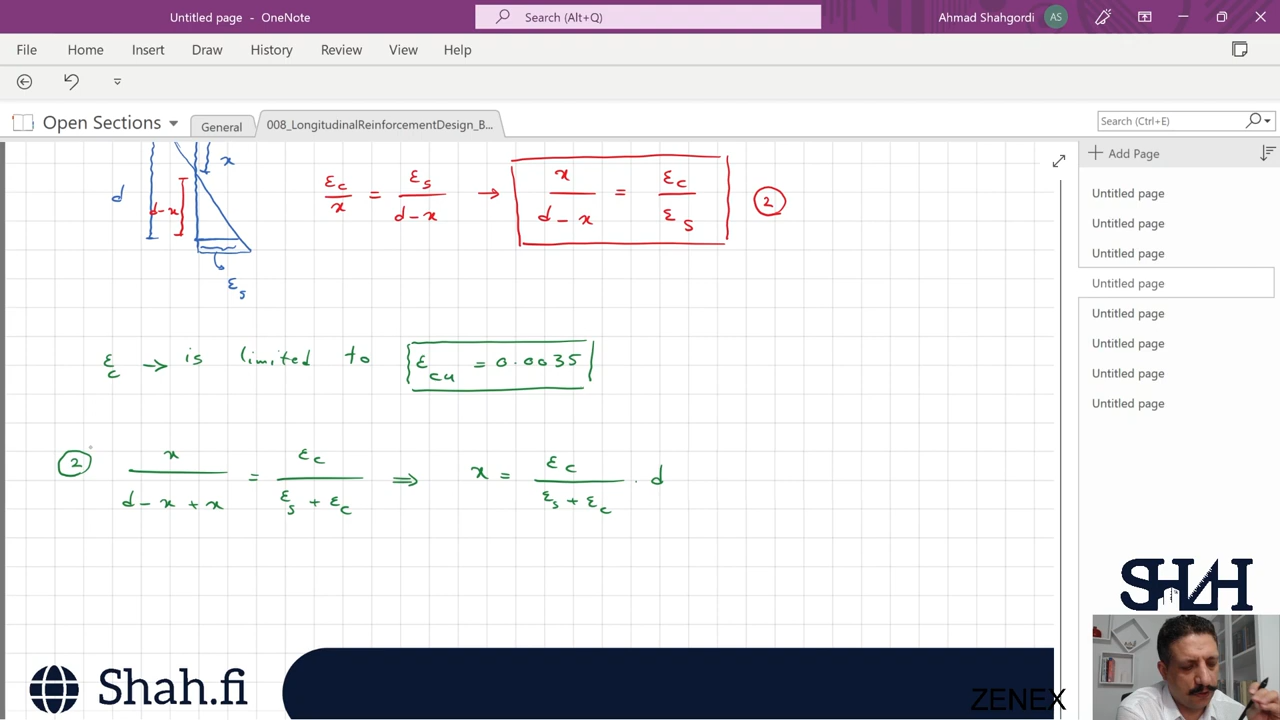 Untitled page - OneNote
Search (Alt+Q)
Ahmad Shahgordi
AS
File Home Insert Draw History Review View Help
Open Sections
General
008_LongitudinalReinforcementDesign_B...
Search (Ctrl+E)
Add Page
Untitled page
Untitled page
Untitled page
Untitled page
Untitled page
Untitled page
Untitled page
Untitled page
x
d
d-x
εs
εc/x = εs/(d-x) → x/(d-x) = εc/εs ②
εc → is limited to εcu = 0.0035
② x/(d-x+x) = εc/(εs+εc) ⇒ x = εc/(εs+εc) . d
SHAH
Shah.fi
ZENEX